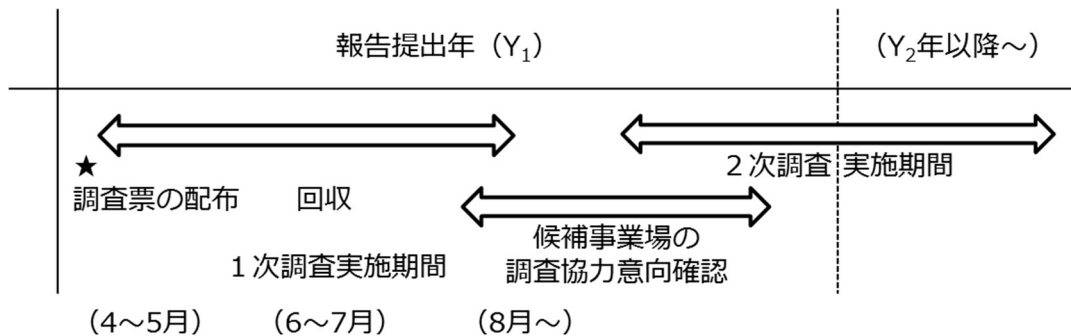 報告提出年（Y₁）
（Y₂年以降～）
★
調査票の配布
回収
２次調査実施期間
１次調査実施期間
候補事業場の
調査協力意向確認
（4～5月）
（6～7月）
（8月～）